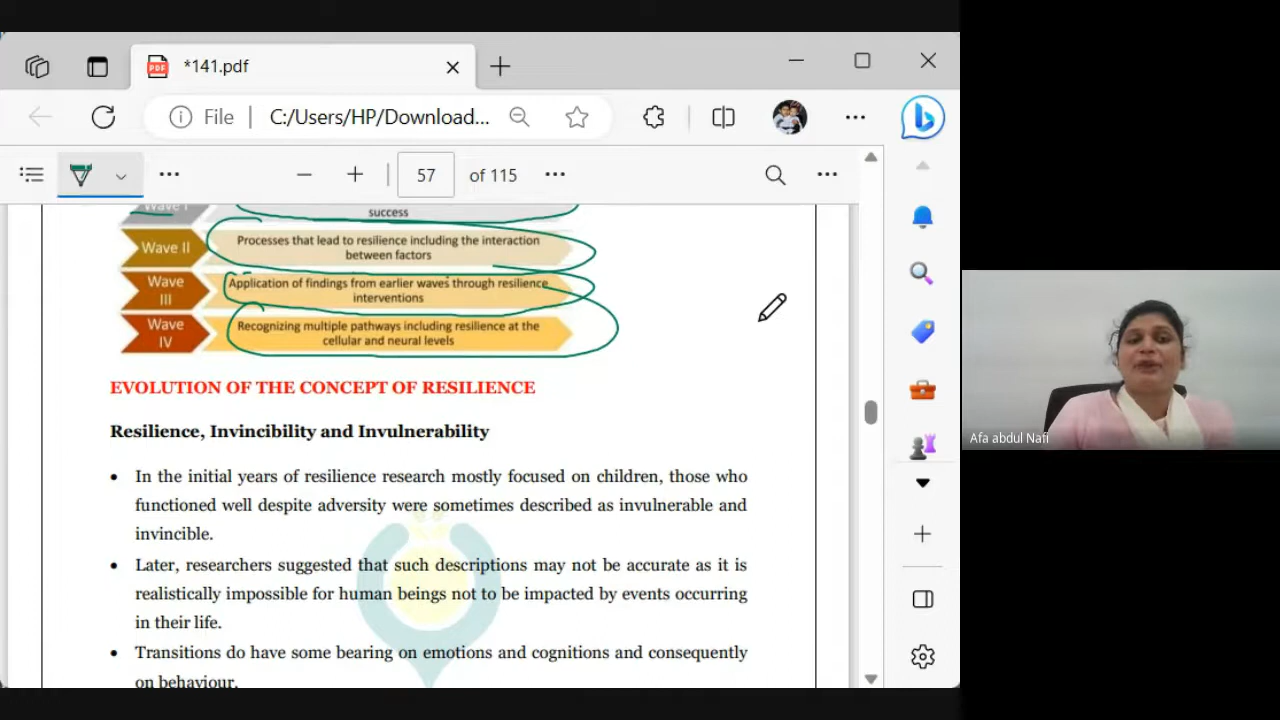 *141.pdf
File
C:/Users/HP/Download...
57 of 115
Wave I
success
Wave II
Processes that lead to resilience including the interaction
between factors
Wave
III
Application of findings from earlier waves through resilience
interventions
Wave
IV
Recognizing multiple pathways including resilience at the
cellular and neural levels
EVOLUTION OF THE CONCEPT OF RESILIENCE
Resilience, Invincibility and Invulnerability
• In the initial years of resilience research mostly focused on children, those who
functioned well despite adversity were sometimes described as invulnerable and
invincible.
• Later, researchers suggested that such descriptions may not be accurate as it is
realistically impossible for human beings not to be impacted by events occurring
in their life.
• Transitions do have some bearing on emotions and cognitions and consequently
on behaviour.
Afa abdul Nafi